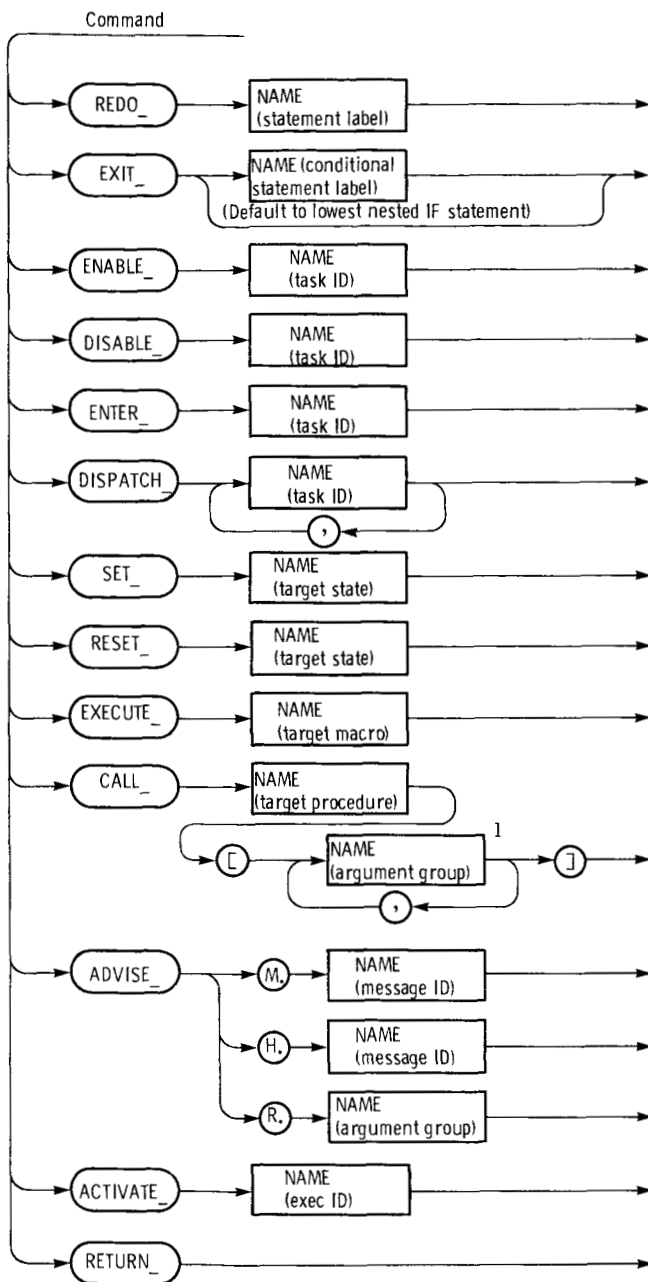 Command
REDO_
NAME
(statement label)
EXIT_
NAME (conditional
statement label)
(Default to lowest nested IF statement)
ENABLE_
NAME
(task ID)
DISABLE_
NAME
(task ID)
ENTER_
NAME
(task ID)
DISPATCH_
NAME
(task ID)
,
SET_
NAME
(target state)
RESET_
NAME
(target state)
EXECUTE_
NAME
(target macro)
CALL_
NAME
(target procedure)
[
NAME
(argument group)
1
]
,
ADVISE_
M.
NAME
(message ID)
H.
NAME
(message ID)
R.
NAME
(argument group)
ACTIVATE_
NAME
(exec ID)
RETURN_